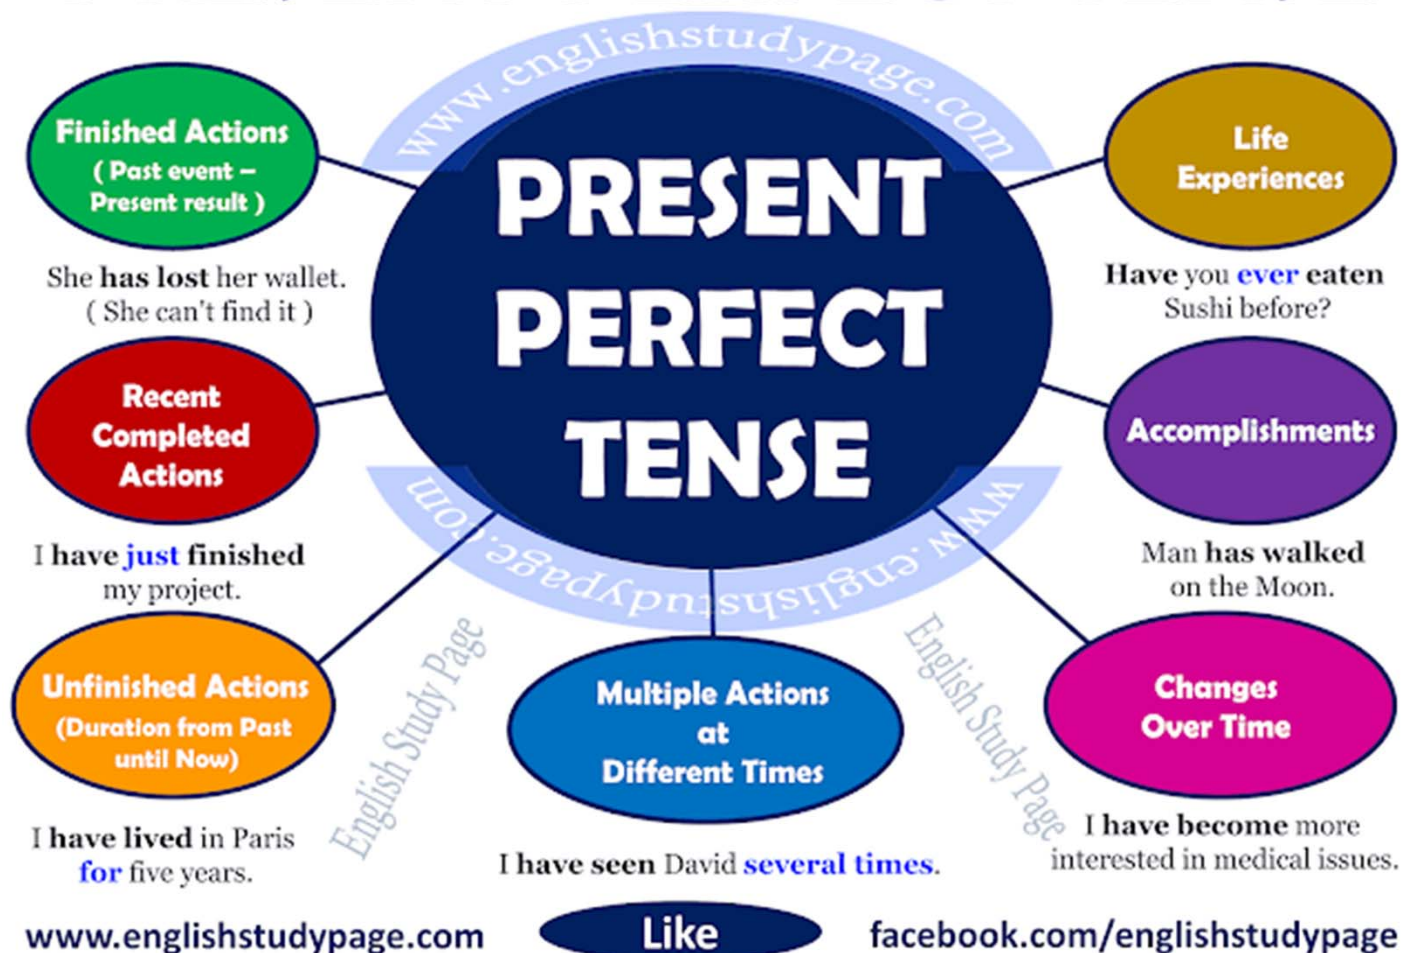 www.englishstudypage.com
PRESENT
PERFECT
TENSE
www.englishstudypage.com
Finished Actions
( Past event –
Present result )
She has lost her wallet.
( She can't find it )
Recent
Completed
Actions
I have just finished
my project.
Unfinished Actions
(Duration from Past
until Now)
I have lived in Paris
for five years.
English Study Page
Multiple Actions
at
Different Times
I have seen David several times.
English Study Page
Life
Experiences
Have you ever eaten
Sushi before?
Accomplishments
Man has walked
on the Moon.
Changes
Over Time
I have become more
interested in medical issues.
www.englishstudypage.com
Like
facebook.com/englishstudypage